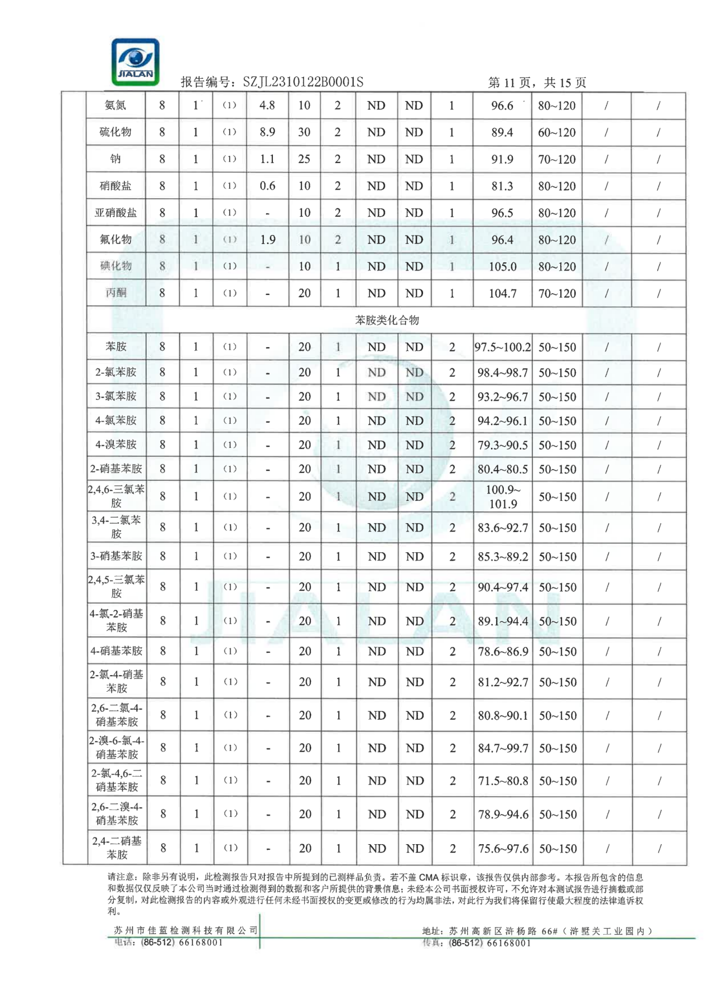 JIALAN
报告编号：SZJL2310122B0001S 第 11 页，共 15 页
氨氮 8 1 （1） 4.8 10 2 ND ND 1 96.6 80~120 / /
硫化物 8 1 （1） 8.9 30 2 ND ND 1 89.4 60~120 / /
钠 8 1 （1） 1.1 25 2 ND ND 1 91.9 70~120 / /
硝酸盐 8 1 （1） 0.6 10 2 ND ND 1 81.3 80~120 / /
亚硝酸盐 8 1 （1） - 10 2 ND ND 1 96.5 80~120 / /
氟化物 8 1 （1） 1.9 10 2 ND ND 1 96.4 80~120 / /
碘化物 8 1 （1） - 10 1 ND ND 1 105.0 80~120 / /
丙酮 8 1 （1） - 20 1 ND ND 1 104.7 70~120 / /
苯胺类化合物
苯胺 8 1 （1） - 20 1 ND ND 2 97.5~100.2 50~150 / /
2-氯苯胺 8 1 （1） - 20 1 ND ND 2 98.4~98.7 50~150 / /
3-氯苯胺 8 1 （1） - 20 1 ND ND 2 93.2~96.7 50~150 / /
4-氯苯胺 8 1 （1） - 20 1 ND ND 2 94.2~96.1 50~150 / /
4-溴苯胺 8 1 （1） - 20 1 ND ND 2 79.3~90.5 50~150 / /
2-硝基苯胺 8 1 （1） - 20 1 ND ND 2 80.4~80.5 50~150 / /
2,4,6-三氯苯
胺 8 1 （1） - 20 1 ND ND 2 100.9~
101.9 50~150 / /
3,4-二氯苯
胺 8 1 （1） - 20 1 ND ND 2 83.6~92.7 50~150 / /
3-硝基苯胺 8 1 （1） - 20 1 ND ND 2 85.3~89.2 50~150 / /
2,4,5-三氯苯
胺 8 1 （1） - 20 1 ND ND 2 90.4~97.4 50~150 / /
4-氯-2-硝基
苯胺 8 1 （1） - 20 1 ND ND 2 89.1~94.4 50~150 / /
4-硝基苯胺 8 1 （1） - 20 1 ND ND 2 78.6~86.9 50~150 / /
2-氯-4-硝基
苯胺 8 1 （1） - 20 1 ND ND 2 81.2~92.7 50~150 / /
2,6-二氯-4-
硝基苯胺 8 1 （1） - 20 1 ND ND 2 80.8~90.1 50~150 / /
2-溴-6-氯-4-
硝基苯胺 8 1 （1） - 20 1 ND ND 2 84.7~99.7 50~150 / /
2-氯-4,6-二
硝基苯胺 8 1 （1） - 20 1 ND ND 2 71.5~80.8 50~150 / /
2,6-二溴-4-
硝基苯胺 8 1 （1） - 20 1 ND ND 2 78.9~94.6 50~150 / /
2,4-二硝基
苯胺 8 1 （1） - 20 1 ND ND 2 75.6~97.6 50~150 / /
JIALAN
请注意：除非另有说明，此检测报告只对报告中所提到的已测样品负责。若不盖 CMA 标识章，该报告仅供内部参考。本报告所包含的信息
和数据仅仅反映了本公司当时通过检测得到的数据和客户所提供的背景信息；未经本公司书面授权许可，不允许对本测试报告进行摘截或部
分复制，对此检测报告的内容或外观进行任何未经书面授权的变更或修改的行为均属非法，对此行为我们将保留行使最大程度的法律追诉权
利。
苏州市佳蓝检测科技有限公司 地址：苏州高新区浒杨路 66#（浒墅关工业园内）
电话：(86-512) 66168001 传真：(86-512) 66168001